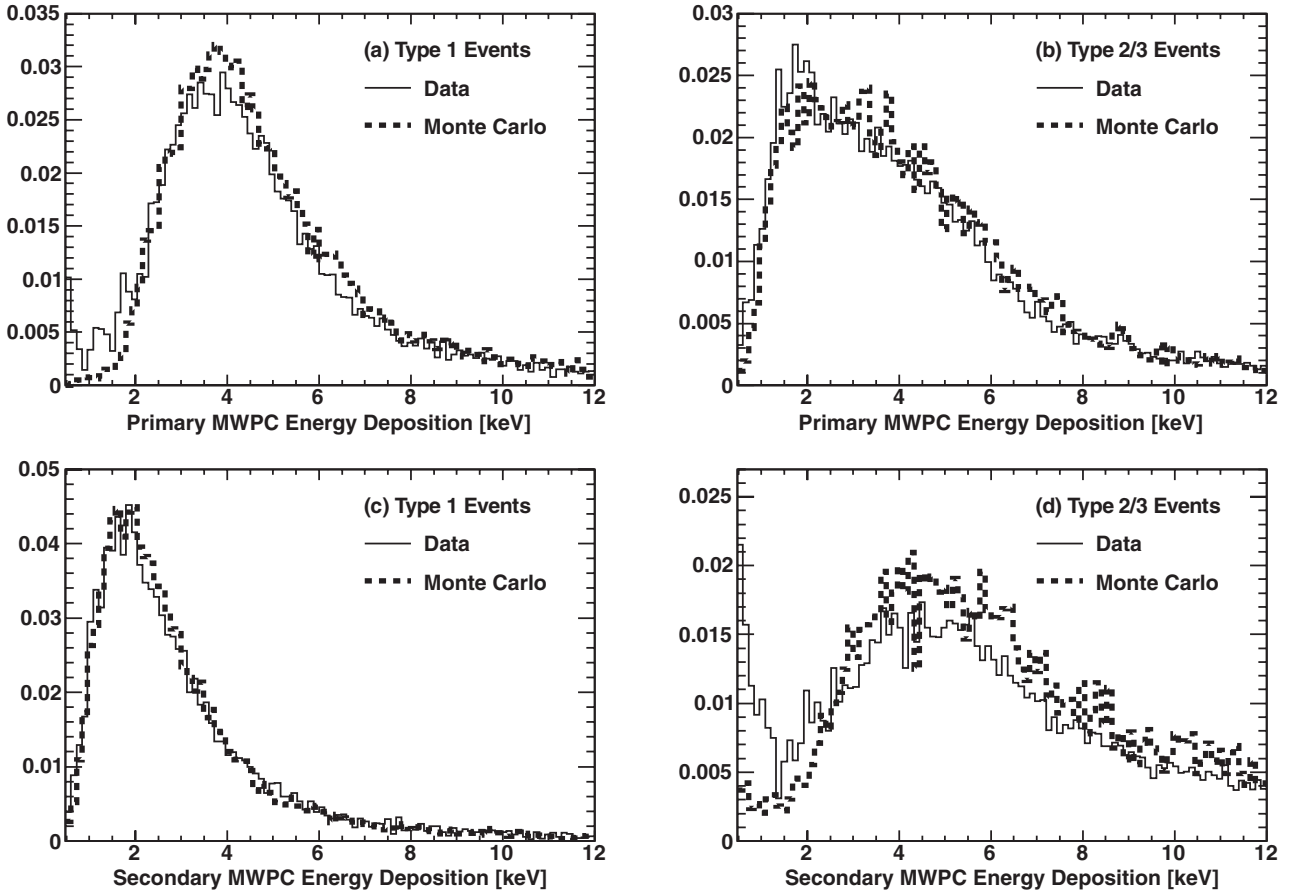 0.035
0.03
0.025
0.02
0.015
0.01
0.005
0
(a) Type 1 Events
Data
Monte Carlo
2 4 6 8 10 12
Primary MWPC Energy Deposition [keV]
0.03
0.025
0.02
0.015
0.01
0.005
0
(b) Type 2/3 Events
Data
Monte Carlo
2 4 6 8 10 12
Primary MWPC Energy Deposition [keV]
0.05
0.04
0.03
0.02
0.01
0
(c) Type 1 Events
Data
Monte Carlo
2 4 6 8 10 12
Secondary MWPC Energy Deposition [keV]
0.025
0.02
0.015
0.01
0.005
0
(d) Type 2/3 Events
Data
Monte Carlo
2 4 6 8 10 12
Secondary MWPC Energy Deposition [keV]